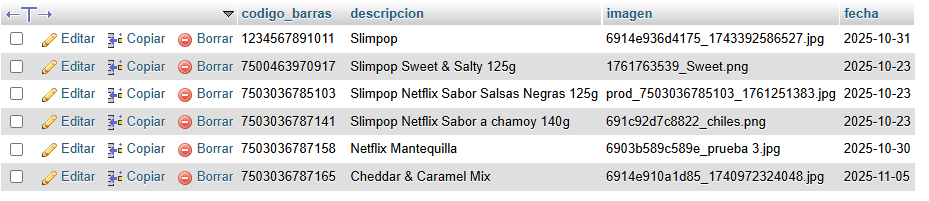 codigo_barras descripcion imagen fecha
Editar Copiar Borrar 1234567891011 Slimpop 6914e936d4175_1743392586527.jpg 2025-10-31
Editar Copiar Borrar 7500463970917 Slimpop Sweet & Salty 125g 1761763539_Sweet.png 2025-10-23
Editar Copiar Borrar 7503036785103 Slimpop Netflix Sabor Salsas Negras 125g prod_7503036785103_1761251383.jpg 2025-10-23
Editar Copiar Borrar 7503036787141 Slimpop Netflix Sabor a chamoy 140g 691c92d7c8822_chiles.png 2025-10-23
Editar Copiar Borrar 7503036787158 Netflix Mantequilla 6903b589c589e_prueba 3.jpg 2025-10-30
Editar Copiar Borrar 7503036787165 Cheddar & Caramel Mix 6914e910a1d85_1740972324048.jpg 2025-11-05